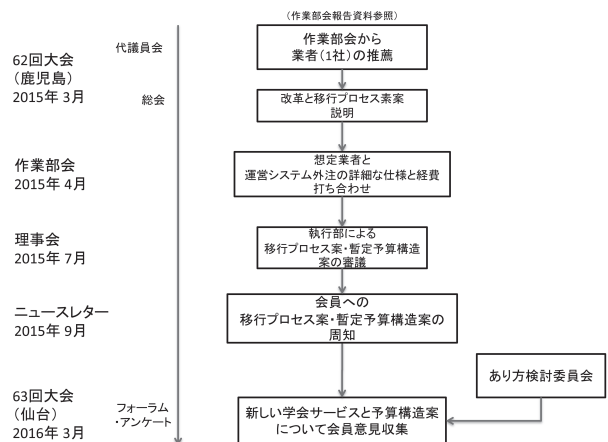 (作業部会報告資料参照)
62回大会
(鹿児島)
2015年 3月
代議員会
作業部会から
業者(1社)の推薦
総会
改革と移行プロセス素案
説明
作業部会
2015年 4月
想定業者と
運営システム外注の詳細な仕様と経費
打ち合わせ
理事会
2015年 7月
執行部による
移行プロセス案・暫定予算構造
案の審議
ニュースレター
2015年 9月
会員への
移行プロセス案・暫定予算構造案の
周知
あり方検討委員会
63回大会
(仙台)
2016年 3月
フォーラム
・アンケート
新しい学会サービスと予算構造案
について会員意見収集